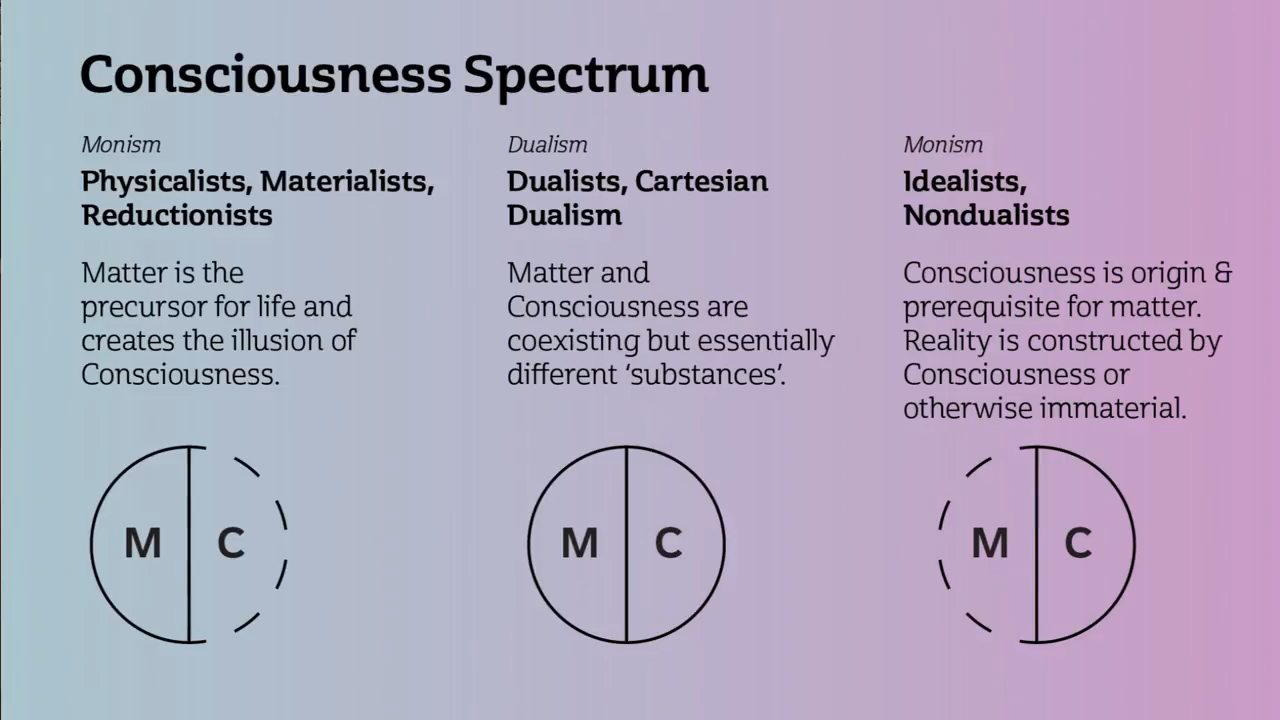 Consciousness Spectrum
Monism
Physicalists, Materialists,
Reductionists
Matter is the
precursor for life and
creates the illusion of
Consciousness.
M C
Dualism
Dualists, Cartesian
Dualism
Matter and
Consciousness are
coexisting but essentially
different ‘substances’.
M C
Monism
Idealists,
Nondualists
Consciousness is origin &
prerequisite for matter.
Reality is constructed by
Consciousness or
otherwise immaterial.
M C